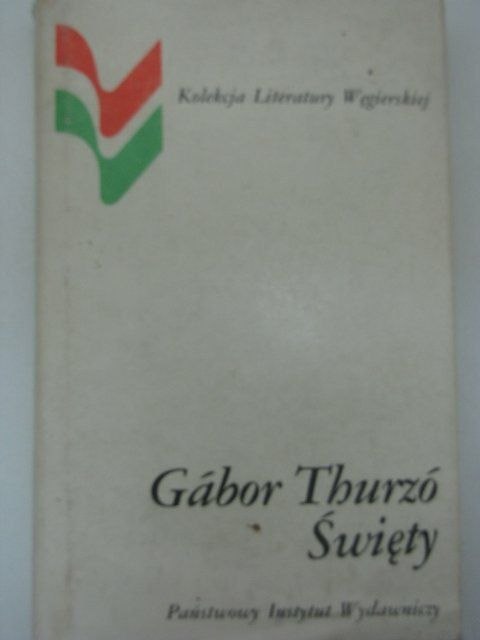 Kolekcja Literatury Węgierskiej
Gábor Thurzó
Święty
Państwowy Instytut Wydawniczy